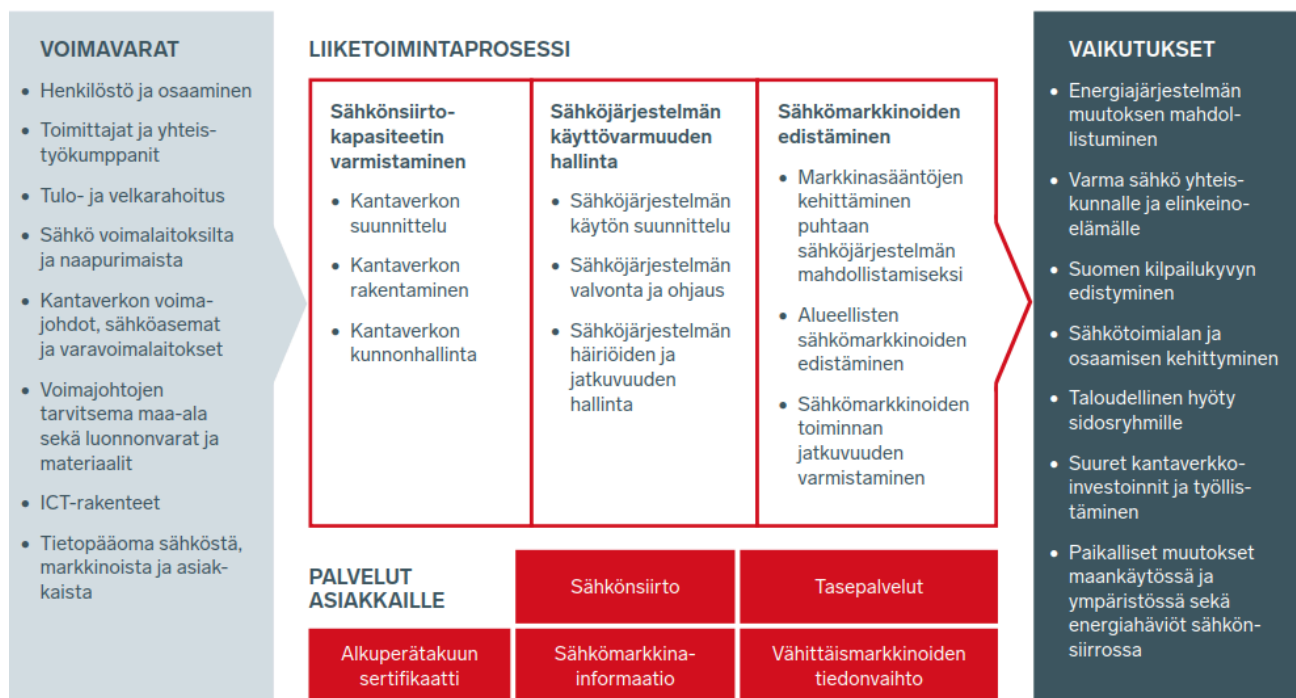 VOIMAVARAT
• Henkilöstö ja osaaminen
• Toimittajat ja yhteis-
työkumppanit
• Tulo- ja velkarahoitus
• Sähkö voimalaitoksilta
ja naapurimaista
• Kantaverkon voima-
johdot, sähköasemat
ja varavoimalaitokset
• Voimajohtojen
tarvitsema maa-ala
sekä luonnonvarat ja
materiaalit
• ICT-rakenteet
• Tietopääoma sähköstä,
markkinoista ja asiak-
kaista
LIIKETOIMINTAPROSESSI
Sähkönsiirto-
kapasiteetin
varmistaminen
• Kantaverkon
suunnittelu
• Kantaverkon
rakentaminen
• Kantaverkon
kunnonhallinta
Sähköjärjestelmän
käyttövarmuuden
hallinta
• Sähköjärjestelmän
käytön suunnittelu
• Sähköjärjestelmän
valvonta ja ohjaus
• Sähköjärjestelmän
häiriöiden ja
jatkuvuuden
hallinta
Sähkömarkkinoiden
edistäminen
• Markkinasääntöjen
kehittäminen
puhtaan
sähköjärjestelmän
mahdollistamiseksi
• Alueellisten
sähkömarkkinoiden
edistäminen
• Sähkömarkkinoiden
toiminnan
jatkuvuuden
varmistaminen
PALVELUT
ASIAKKAILLE
Sähkönsiirto
Tasepalvelut
Alkuperätakuun
sertifikaatti
Sähkömarkkina-
informaatio
Vähittäismarkkinoiden
tiedonvaihto
VAIKUTUKSET
• Energiajärjestelmän
muutoksen mahdol-
listuminen
• Varma sähkö yhteis-
kunnalle ja elinkeino-
elämälle
• Suomen kilpailukyvyn
edistyminen
• Sähkötoimialan ja
osaamisen kehittyminen
• Taloudellinen hyöty
sidosryhmille
• Suuret kantaverkko-
investoinnit ja työllis-
täminen
• Paikalliset muutokset
maankäytössä ja
ympäristössä sekä
energiahäviöt sähkön-
siirrossa